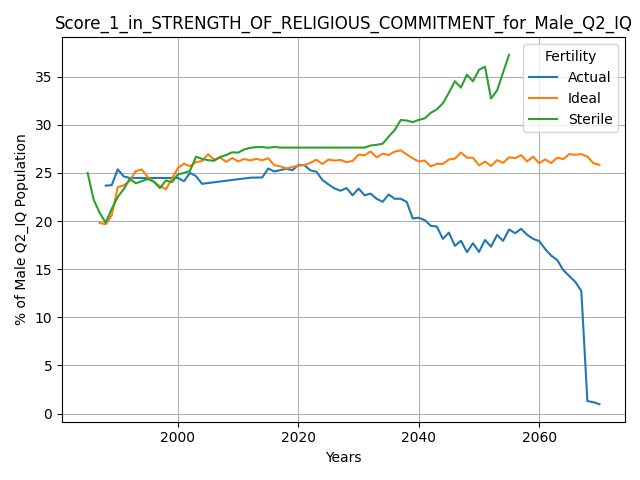 Score_1_in_STRENGTH_OF_RELIGIOUS_COMMITMENT_for_Male_Q2_IQ
Fertility
Actual
Ideal
Sterile
% of Male Q2_IQ Population
35
30
25
20
15
10
5
0
2000 2020 2040 2060
Years